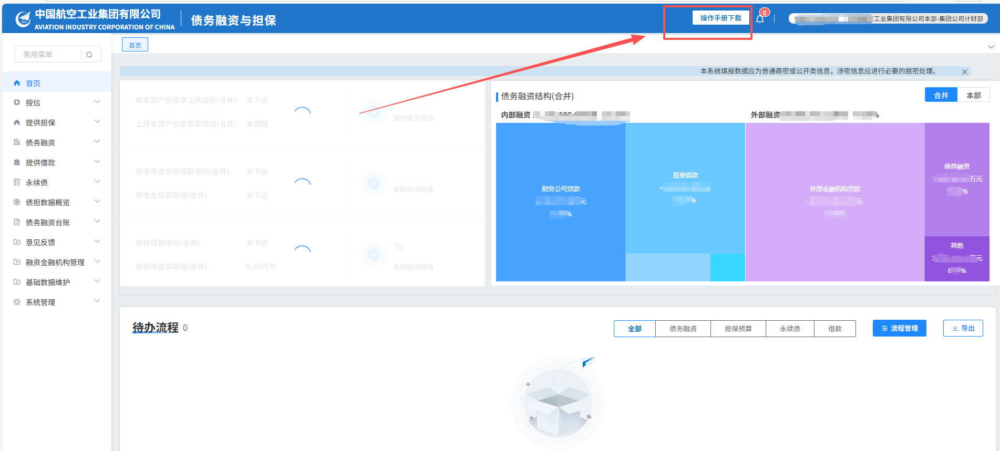 中国航空工业集团有限公司
AVIATION INDUSTRY CORPORATION OF CHINA
债务融资与担保
操作手册下载
0
工业集团有限公司本部-集团公司计财部
常用菜单
首页
首页
授信
提供担保
债务融资
提供借款
永续债
债担数据概览
债务融资台账
意见反馈
融资金融机构管理
基础数据维护
系统管理
本系统填报数据应为普通商密或公开类信息，涉密信息应进行必要的脱密处理。
年末资产负债率上限指标(合并) 未下达
上月末资产负债率实际值(合并) 未填报
指标值-实际值
年末带息负债预算指标(合并) 未下达
带息负债实际值(合并) 未下达
实际值/指标值
担保预算指标(合并) 未下达
担保存量实际值(合并) 0.00万元
%
实际值/指标值
债务融资结构(合并)
合并 本部
内部融资
外部融资 %
财务公司贷款
元
%
直接借款
%
外部金融机构贷款
元
债券融资
万元
%
其他
万元
%
待办流程 0
全部 债务融资 担保预算 永续债 借款
流程管理
导出